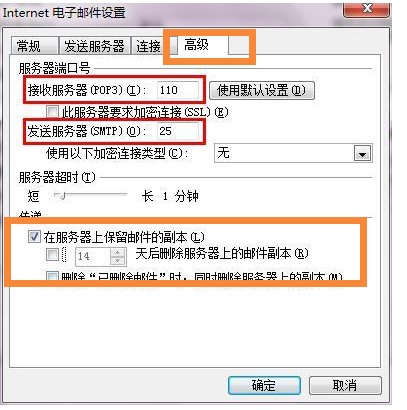 Internet 电子邮件设置
常规 发送服务器 连接 高级
服务器端口号
接收服务器(POP3)(I): 110 使用默认设置(D)
此服务器要求加密连接(SSL)(E)
发送服务器(SMTP)(O): 25
使用以下加密连接类型(C): 无
服务器超时(T)
短 长 1 分钟
传递
在服务器上保留邮件的副本(L)
14 天后删除服务器上的邮件副本(R)
删除“已删除邮件”时，同时删除服务器上的副本(M)
确定 取消